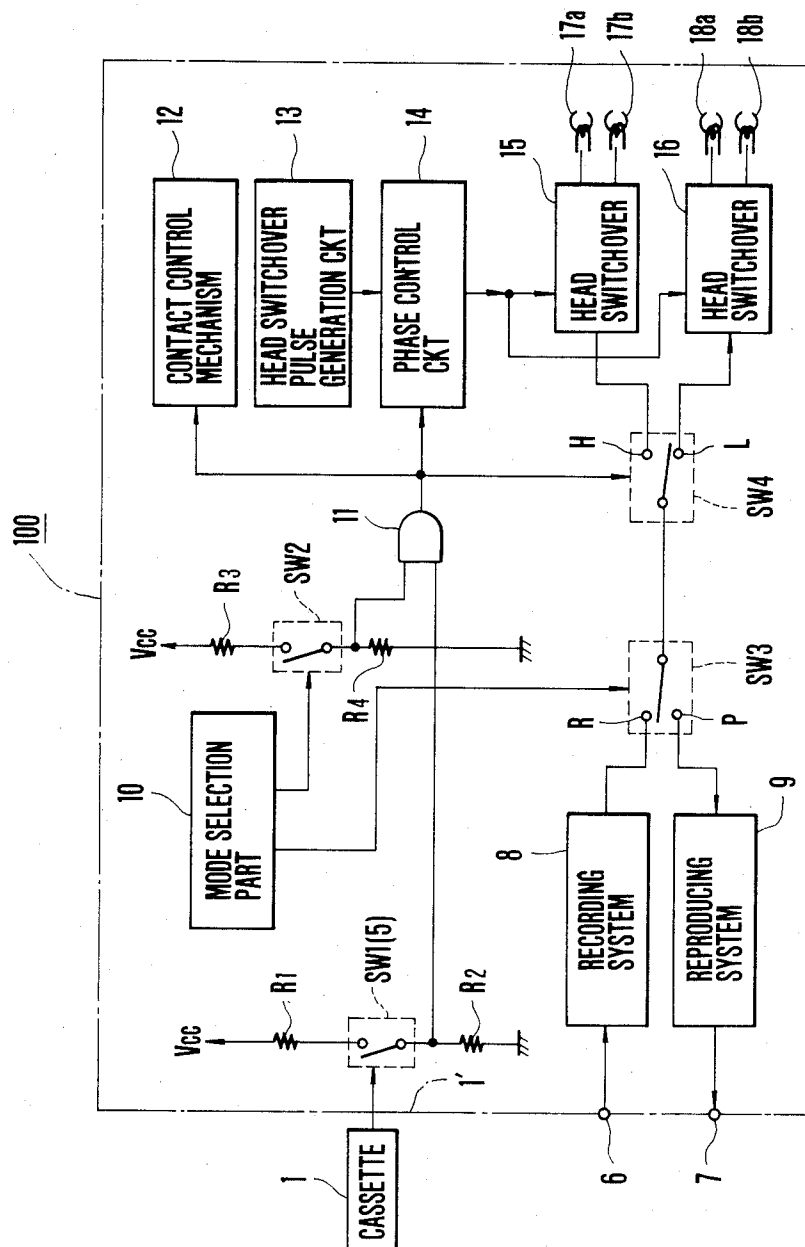 100
Vcc
R3
SW2
R4
Vcc
R1
SW1(5)
R2
1'
1
CASSETTE
10
MODE SELECTION
PART
11
12
CONTACT CONTROL
MECHANISM
13
HEAD SWITCHOVER
PULSE
GENERATION CKT
14
PHASE CONTROL
CKT
15
HEAD
SWITCHOVER
17a
17b
16
HEAD
SWITCHOVER
18a
18b
H
L
SW4
R
P
SW3
8
RECORDING
SYSTEM
9
REPRODUCING
SYSTEM
6
7